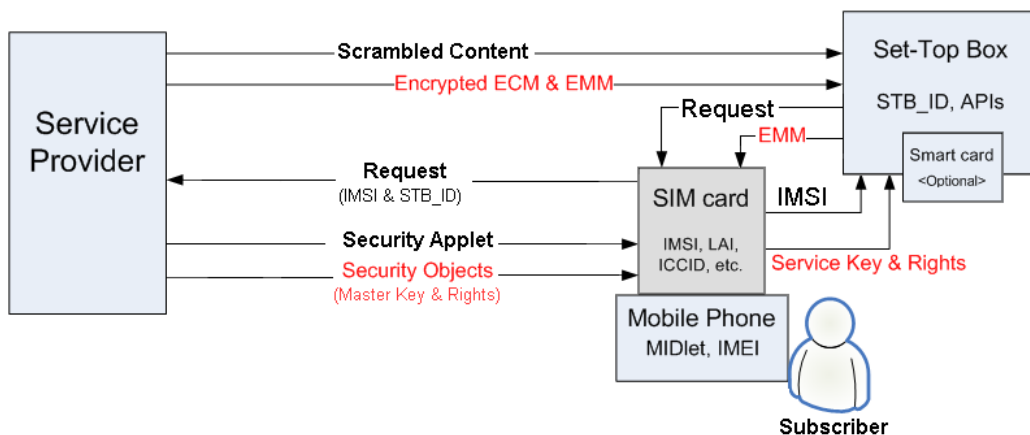 Service
Provider
Scrambled Content
Encrypted ECM & EMM
Set-Top Box
STB_ID, APIs
Smart card
<Optional>
Request
EMM
Request
(IMSI & STB_ID)
SIM card
IMSI, LAI,
ICCID, etc.
IMSI
Service Key & Rights
Security Applet
Security Objects
(Master Key & Rights)
Mobile Phone
MIDlet, IMEI
Subscriber